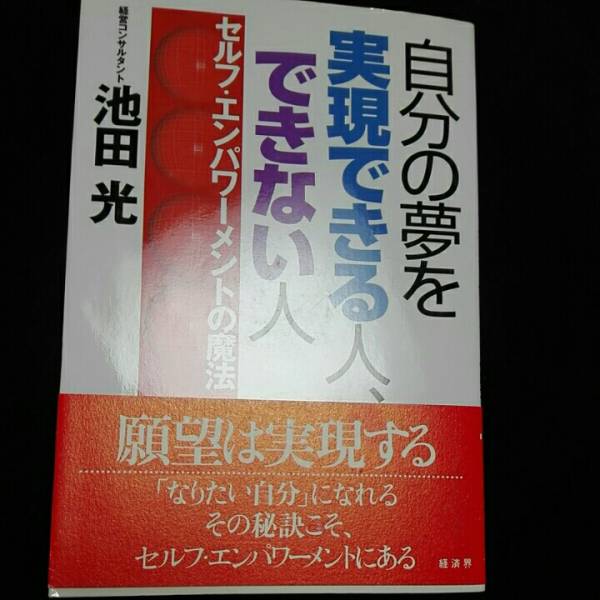 自分の夢を
実現できる人、
できない人
セルフ・エンパワーメントの魔法
経営コンサルタント
池田 光
願望は実現する
「なりたい自分」になれる
その秘訣こそ、
セルフ・エンパワーメントにある
経済界